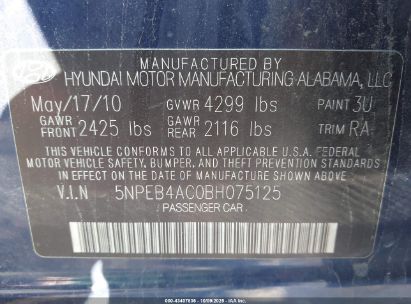 MANUFACTURED BY
HYUNDAI MOTOR MANUFACTURING ALABAMA, LLC
May/17/10 GVWR 4299 lbs PAINT 3U
GAWR FRONT 2425 lbs GAWR REAR 2116 lbs TRIM RA
THIS VEHICLE CONFORMS TO ALL APPLICABLE U.S.A. FEDERAL
MOTOR VEHICLE SAFETY, BUMPER, AND THEFT PREVENTION STANDARDS
IN EFFECT ON THE DATE OF MANUFACTURE SHOWN ABOVE.
V.I.N 5NPEB4AC0BH075125
PASSENGER CAR